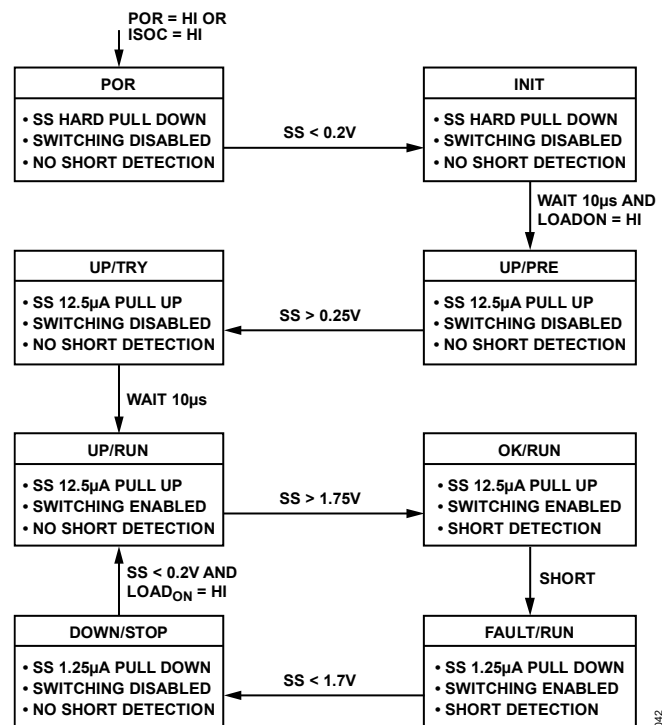 POR = HI OR
ISOC = HI
POR
• SS HARD PULL DOWN
• SWITCHING DISABLED
• NO SHORT DETECTION
SS < 0.2V
INIT
• SS HARD PULL DOWN
• SWITCHING DISABLED
• NO SHORT DETECTION
WAIT 10µs AND
LOADON = HI
UP/PRE
• SS 12.5µA PULL UP
• SWITCHING DISABLED
• NO SHORT DETECTION
SS > 0.25V
UP/TRY
• SS 12.5µA PULL UP
• SWITCHING DISABLED
• NO SHORT DETECTION
WAIT 10µs
UP/RUN
• SS 12.5µA PULL UP
• SWITCHING ENABLED
• NO SHORT DETECTION
SS > 1.75V
OK/RUN
• SS 12.5µA PULL UP
• SWITCHING ENABLED
• SHORT DETECTION
SHORT
FAULT/RUN
• SS 1.25µA PULL DOWN
• SWITCHING ENABLED
• SHORT DETECTION
SS < 1.7V
DOWN/STOP
• SS 1.25µA PULL DOWN
• SWITCHING DISABLED
• NO SHORT DETECTION
SS < 0.2V AND
LOADON = HI
042